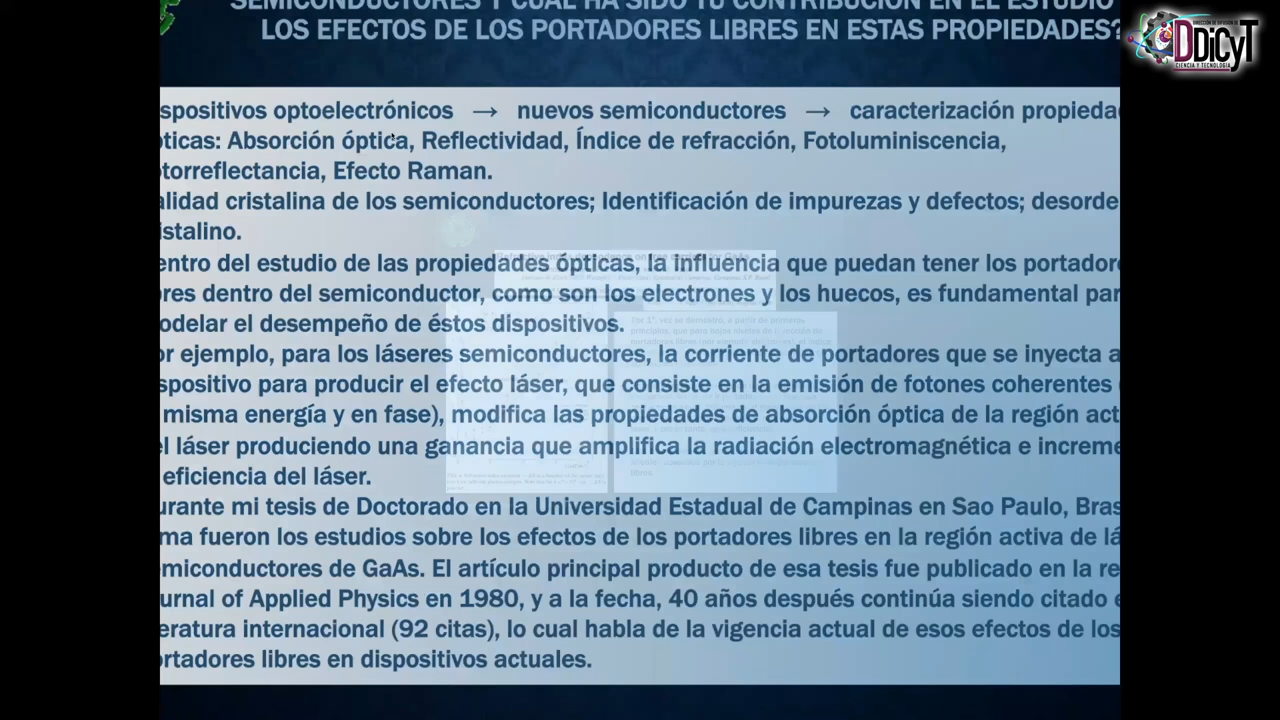 SEMICONDUCTORES Y CUÁL HA SIDO TU CONTRIBUCIÓN EN EL ESTUDIO
LOS EFECTOS DE LOS PORTADORES LIBRES EN ESTAS PROPIEDADES?
DIRECCIÓN DE DIFUSIÓN DE
DDiCyT
CIENCIA Y TECNOLOGÍA
spositivos optoelectrónicos → nuevos semiconductores → caracterización propieda
ticas: Absorción óptica, Reflectividad, Índice de refracción, Fotoluminiscencia,
torreflectancia, Efecto Raman.
alidad cristalina de los semiconductores; Identificación de impurezas y defectos; desorde
istalino.
entro del estudio de las propiedades ópticas, la influencia que puedan tener los portador
res dentro del semiconductor, como son los electrones y los huecos, es fundamental par
odelar el desempeño de éstos dispositivos.
or ejemplo, para los láseres semiconductores, la corriente de portadores que se inyecta a
spositivo para producir el efecto láser, que consiste en la emisión de fotones coherentes
misma energía y en fase), modifica las propiedades de absorción óptica de la región act
el láser produciendo una ganancia que amplifica la radiación electromagnética e increme
eficiencia del láser.
urante mi tesis de Doctorado en la Universidad Estadual de Campinas en Sao Paulo, Bras
ma fueron los estudios sobre los efectos de los portadores libres en la región activa de lá
emiconductores de GaAs. El artículo principal producto de esa tesis fue publicado en la re
urnal of Applied Physics en 1980, y a la fecha, 40 años después continúa siendo citado e
eratura internacional (92 citas), lo cual habla de la vigencia actual de esos efectos de los
ortadores libres en dispositivos actuales.